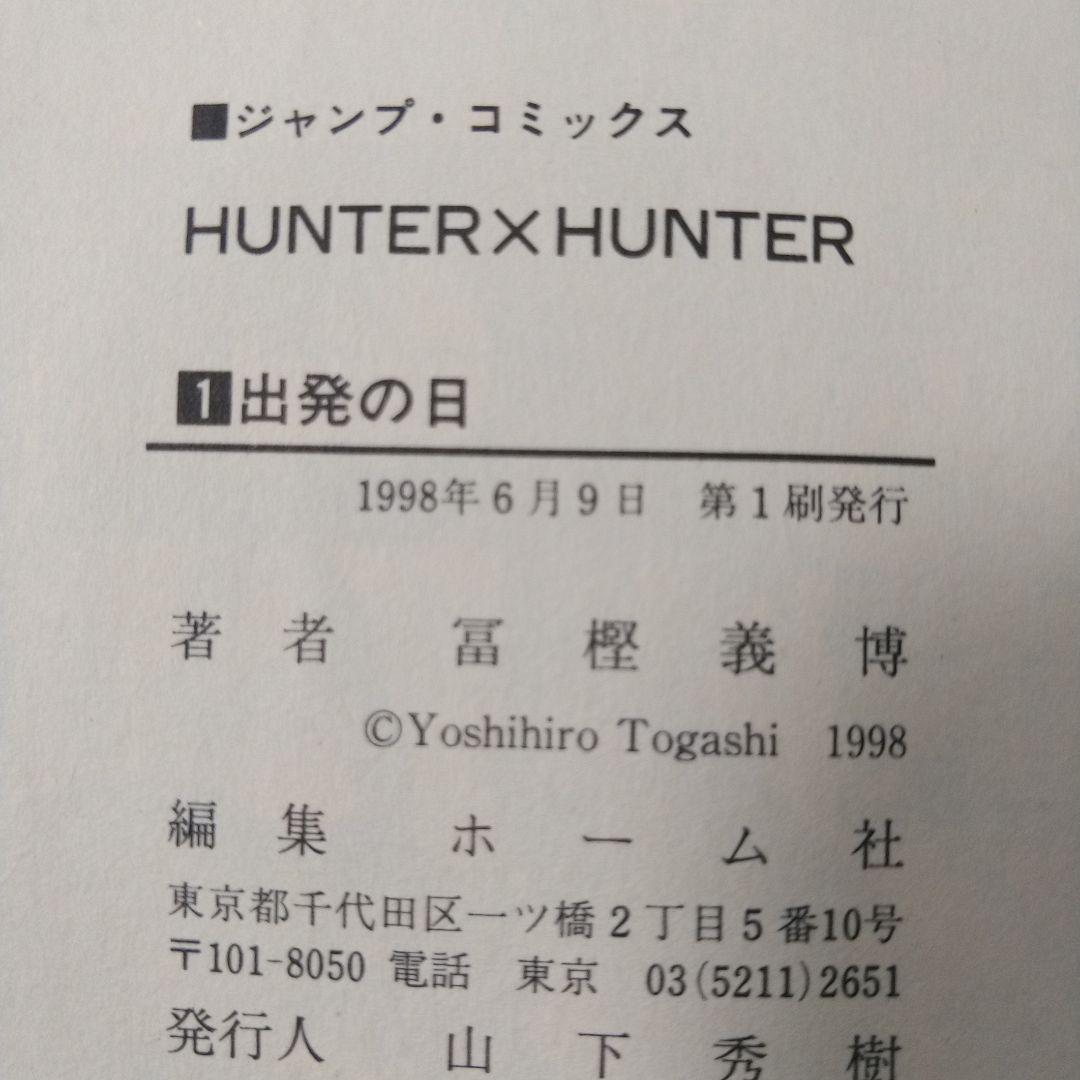 ■ジャンプ・コミックス
HUNTER×HUNTER
1出発の日
1998年6月9日 第1刷発行
著者 冨樫義博
©Yoshihiro Togashi 1998
編集 ホーム社
東京都千代田区一ツ橋2丁目5番10号
〒101-8050 電話 東京 03(5211)2651
発行人 山下秀樹